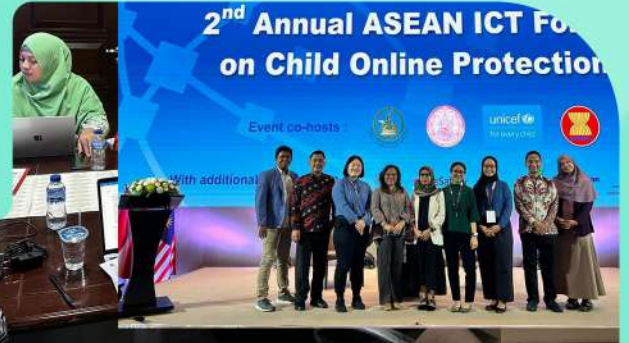 2nd Annual ASEAN ICT Fo
on Child Online Protection
Event co-hosts :
unicef
for every child
With additional